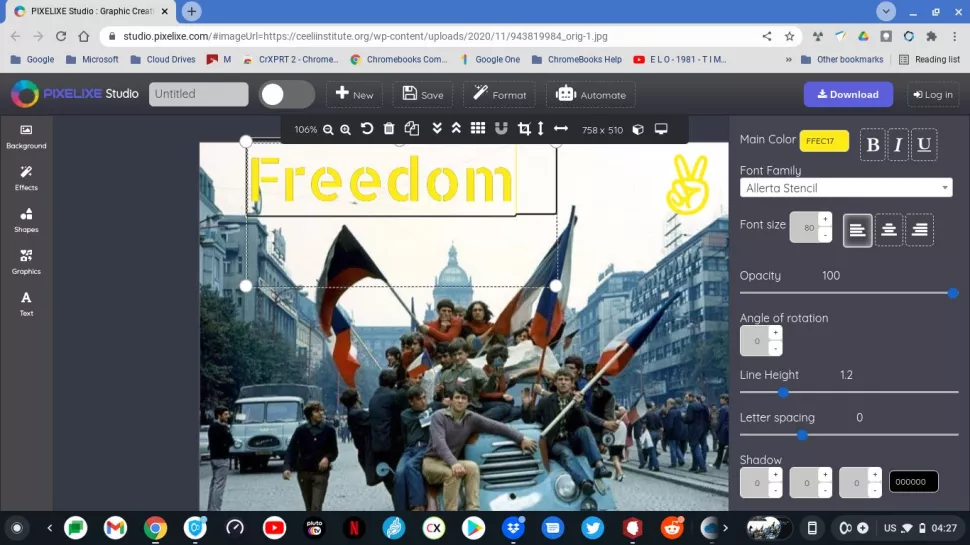 PIXELIXE Studio : Graphic Creati
studio.pixelixe.com/#imageUrl=https://ceeliinstitute.org/wp-content/uploads/2020/11/943819984_orig-1.jpg
Google Microsoft Cloud Drives M CrXPRT 2 - Chrome... Chromebooks Com... Google One ChromeBooks Help E L O - 1981 - T I M... » Other bookmarks Reading list
PIXELIXE Studio Untitled New Save Format Automate Download Log in
106% 758 x 510
Background
Effects
Shapes
Graphics
Text
Freedom
Main Color FFEC17 B I U
Font Family
Allerta Stencil
Font size 80 + -
Opacity 100
Angle of rotation
0 + -
Line Height 1.2
Letter spacing 0
Shadow
0 + - 0 + - 0 + - 000000
pluto tv N CX US 04:27